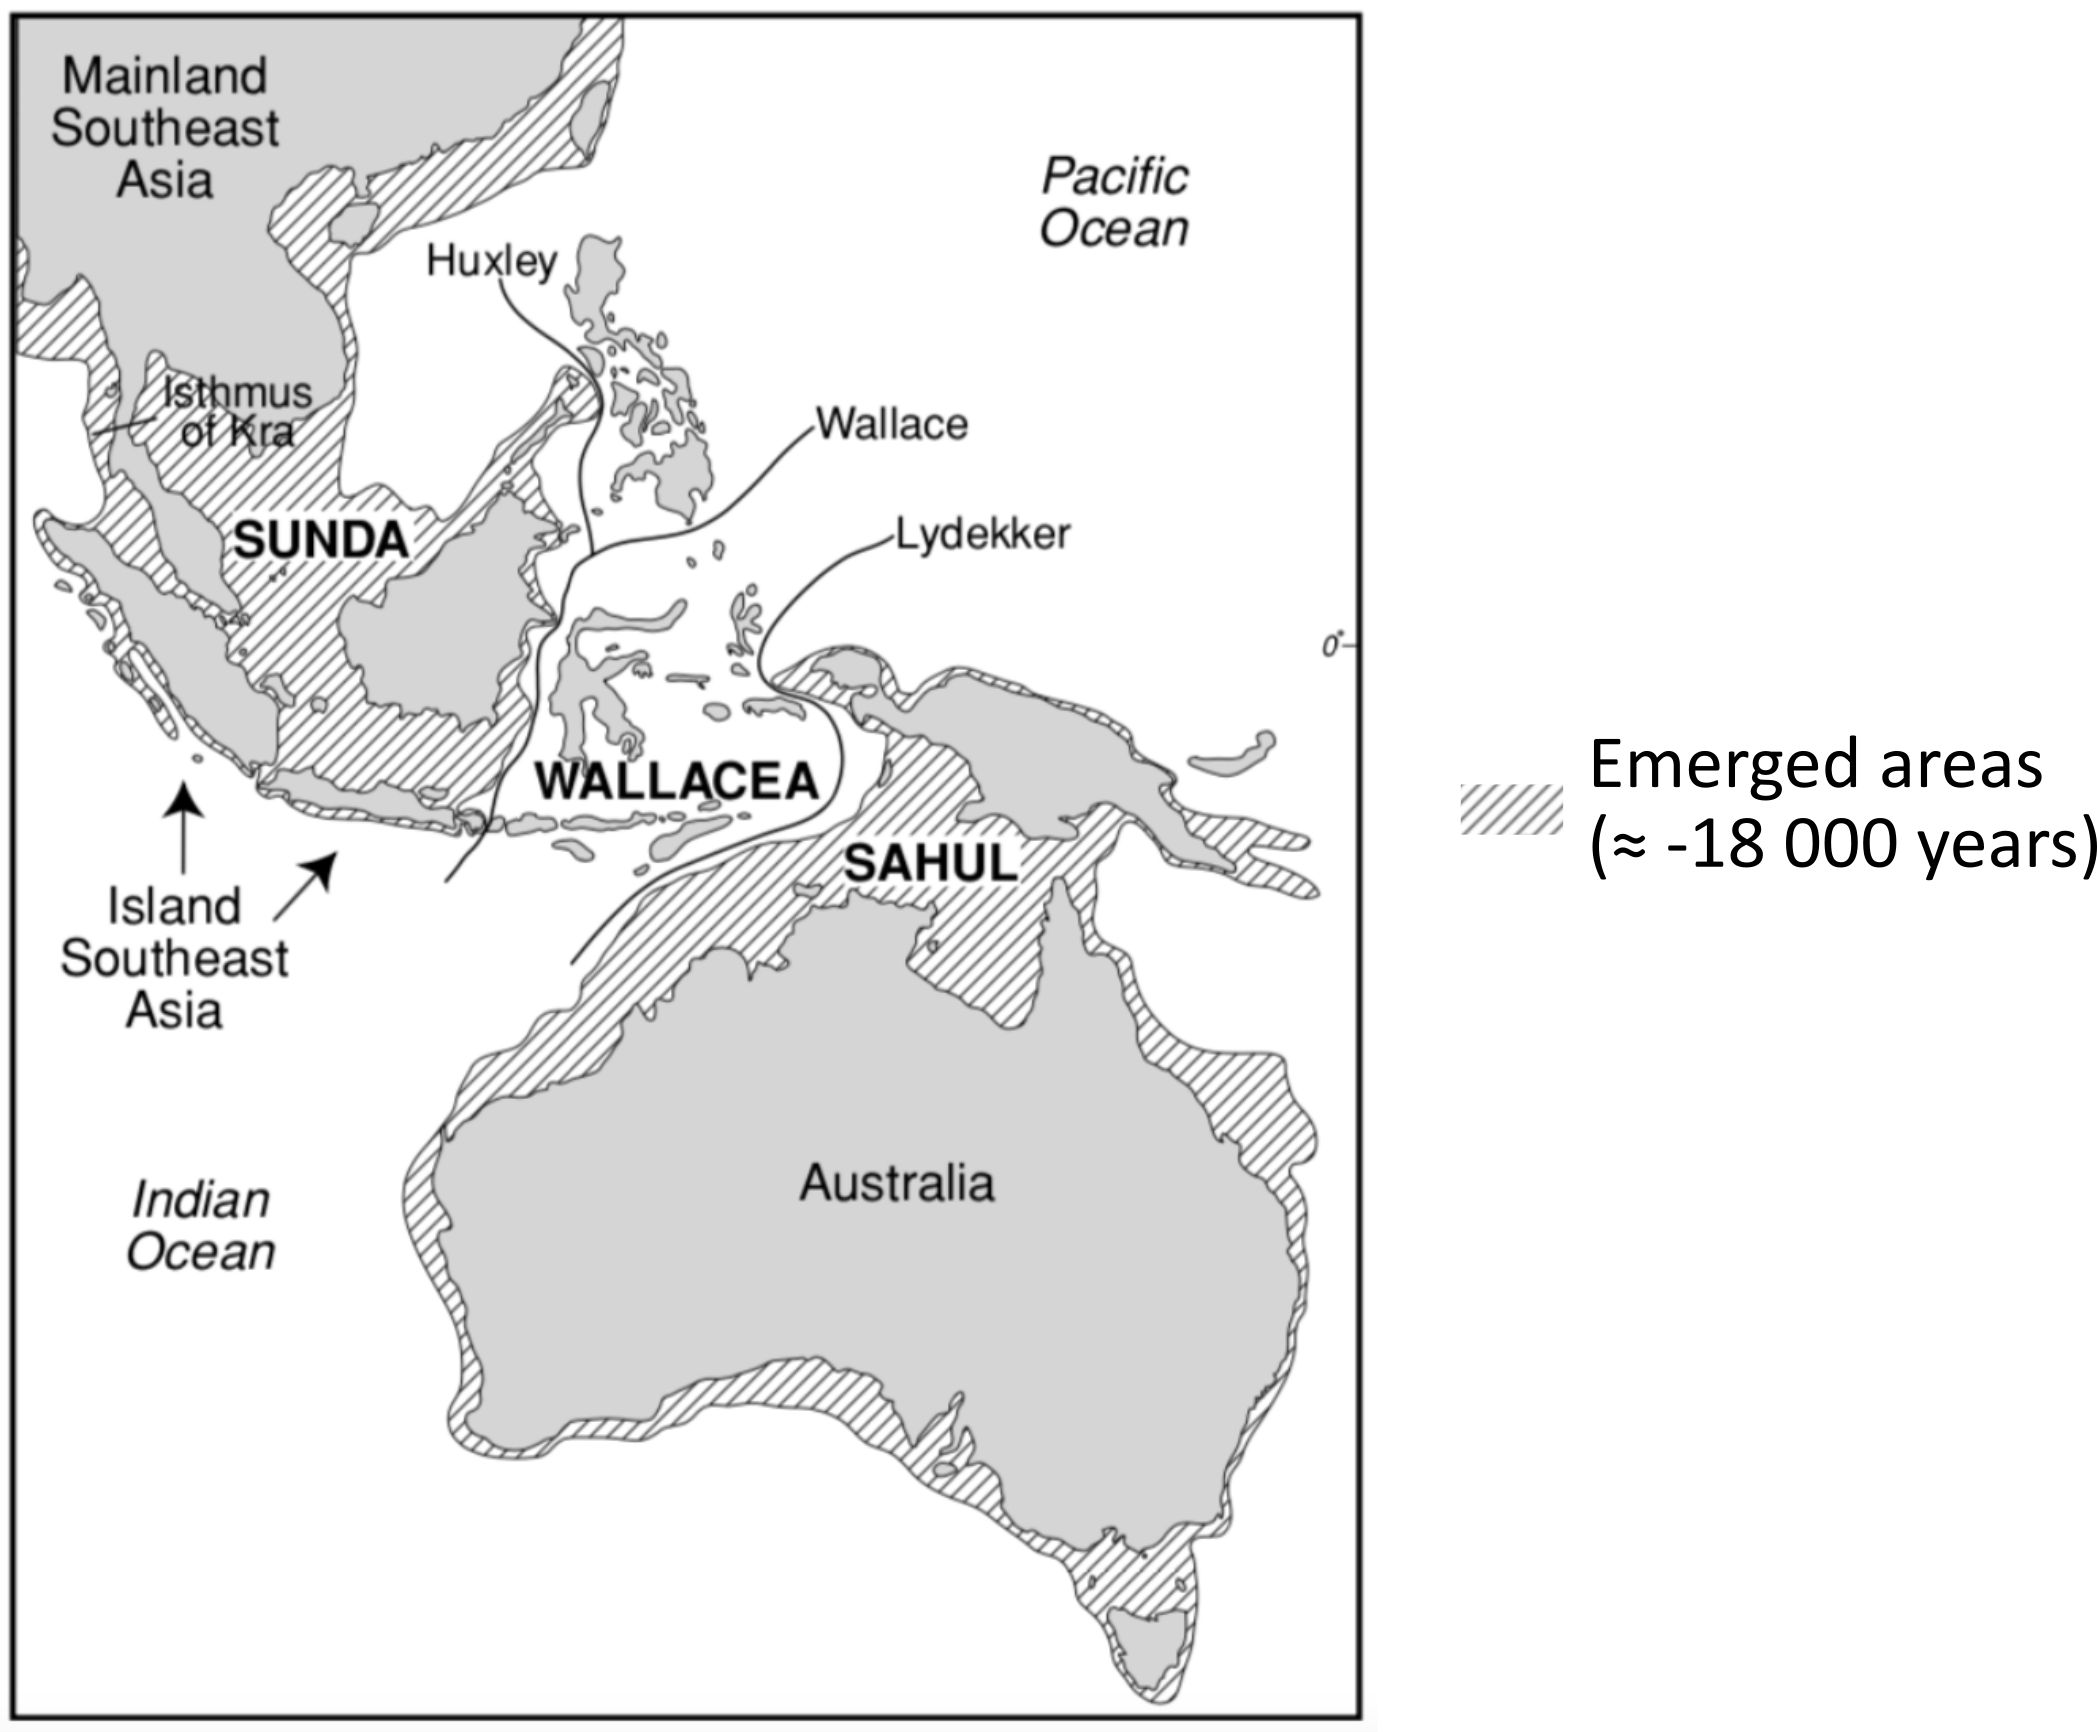 Mainland
Southeast
Asia
Pacific
Ocean
Huxley
Isthmus
of Kra
Wallace
Lydekker
SUNDA
0°
WALLACEA
Emerged areas
(≈ -18 000 years)
SAHUL
Island
Southeast
Asia
Australia
Indian
Ocean